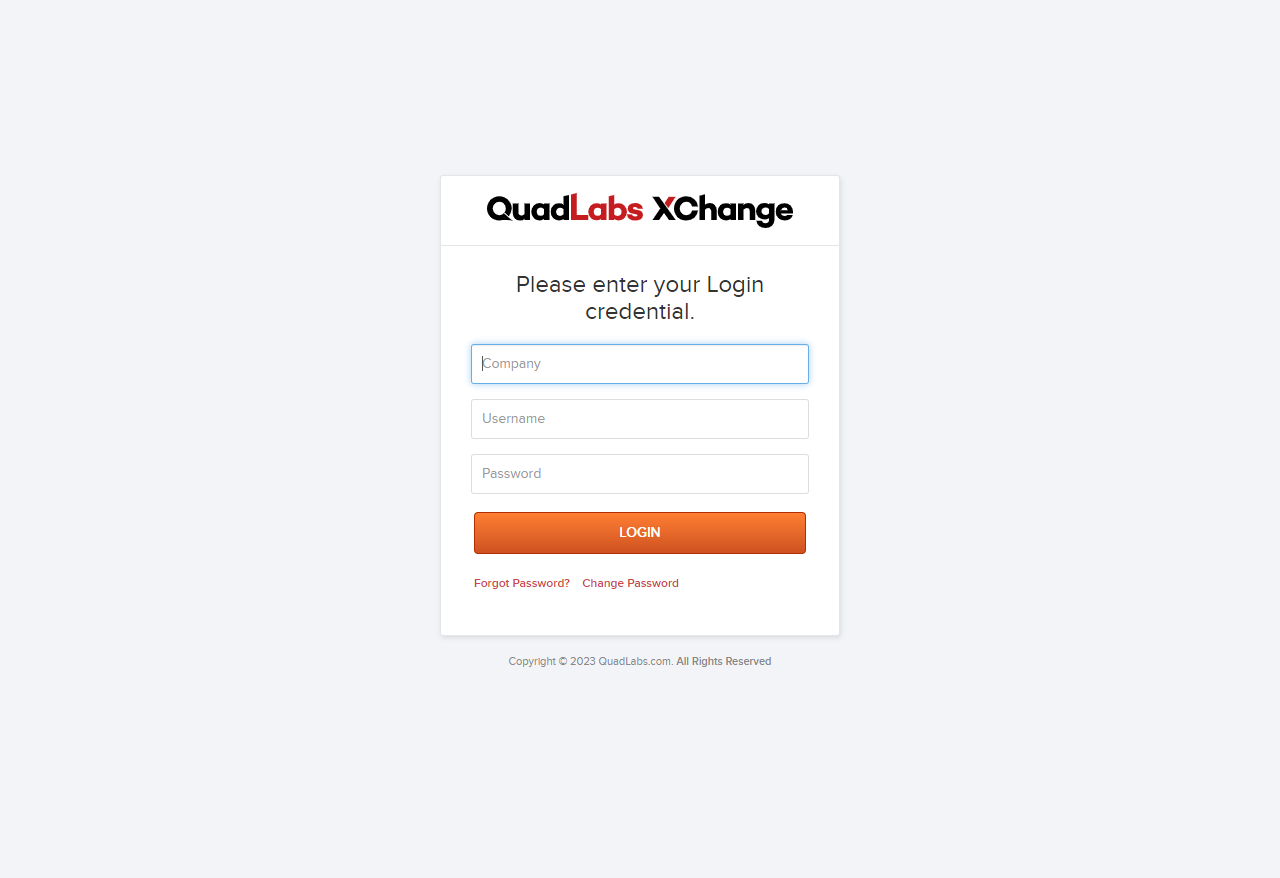 QuadLabs XChange
Please enter your Login
credential.
Company
Username
Password
LOGIN
Forgot Password? Change Password
Copyright © 2023 QuadLabs.com. All Rights Reserved